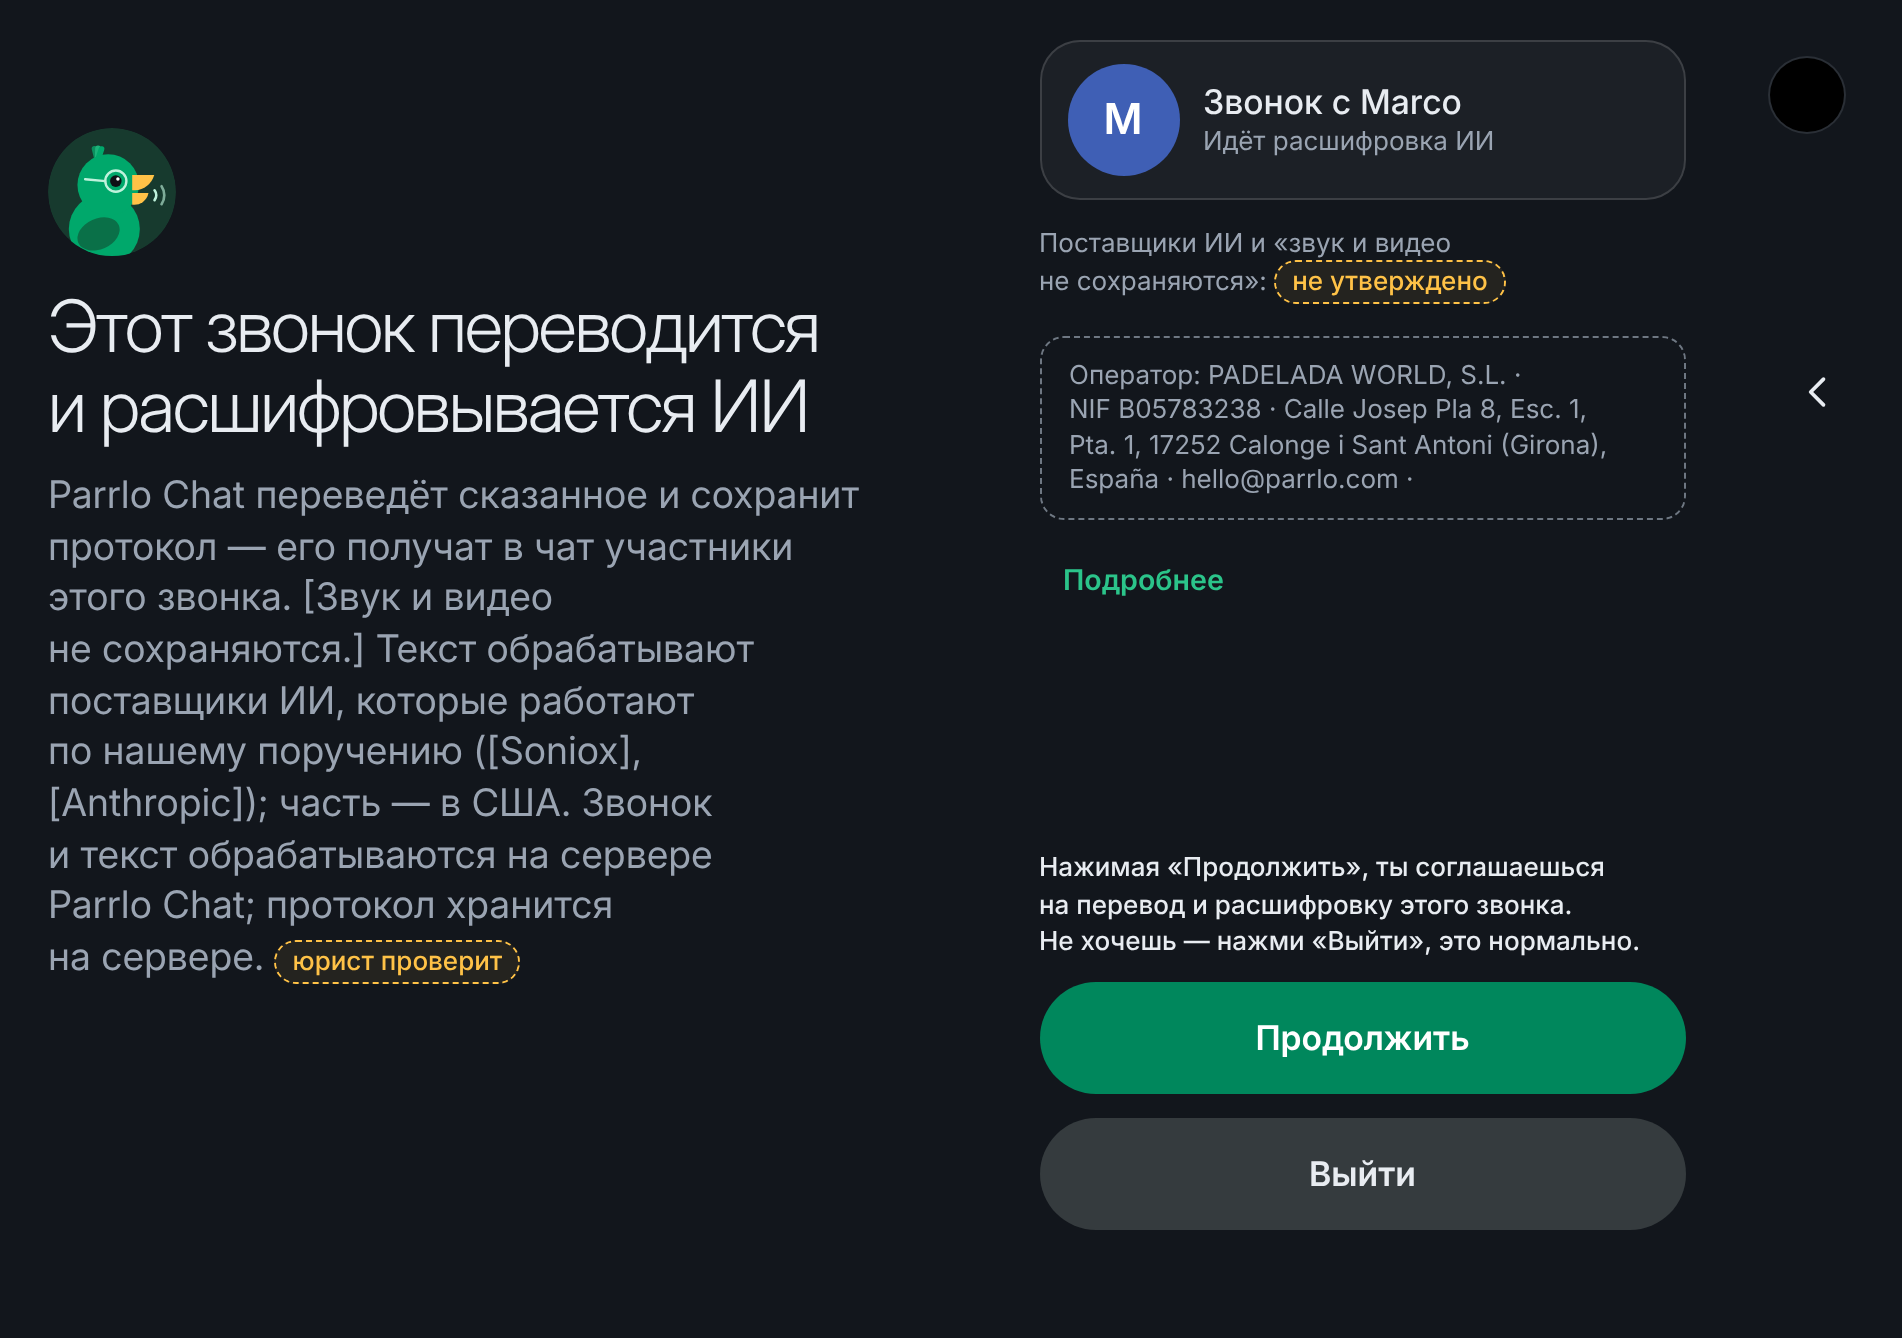 Этот звонок переводится
и расшифровывается ИИ
Parrlo Chat переведёт сказанное и сохранит
протокол — его получат в чат участники
этого звонка. [Звук и видео
не сохраняются.] Текст обрабатывают
поставщики ИИ, которые работают
по нашему поручению ([Soniox],
[Anthropic]); часть — в США. Звонок
и текст обрабатываются на сервере
Parrlo Chat; протокол хранится
на сервере. юрист проверит
M
Звонок с Marco
Идёт расшифровка ИИ
Поставщики ИИ и «звук и видео
не сохраняются»: не утверждено
Оператор: PADELADA WORLD, S.L. ·
NIF B05783238 · Calle Josep Pla 8, Esc. 1,
Pta. 1, 17252 Calonge i Sant Antoni (Girona),
España · hello@parrlo.com ·
Подробнее
Нажимая «Продолжить», ты соглашаешься
на перевод и расшифровку этого звонка.
Не хочешь — нажми «Выйти», это нормально.
Продолжить
Выйти